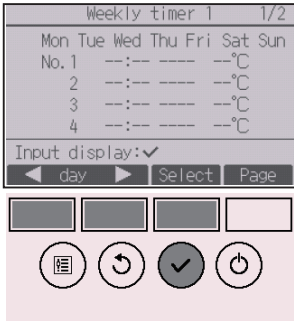 Weekly timer 1 1/2
Mon Tue Wed Thu Fri Sat Sun
No. 1 --:-- ---- --°C
2 --:-- ---- --°C
3 --:-- ---- --°C
4 --:-- ---- --°C
Input display:✓
◀ day ▶ Select Page